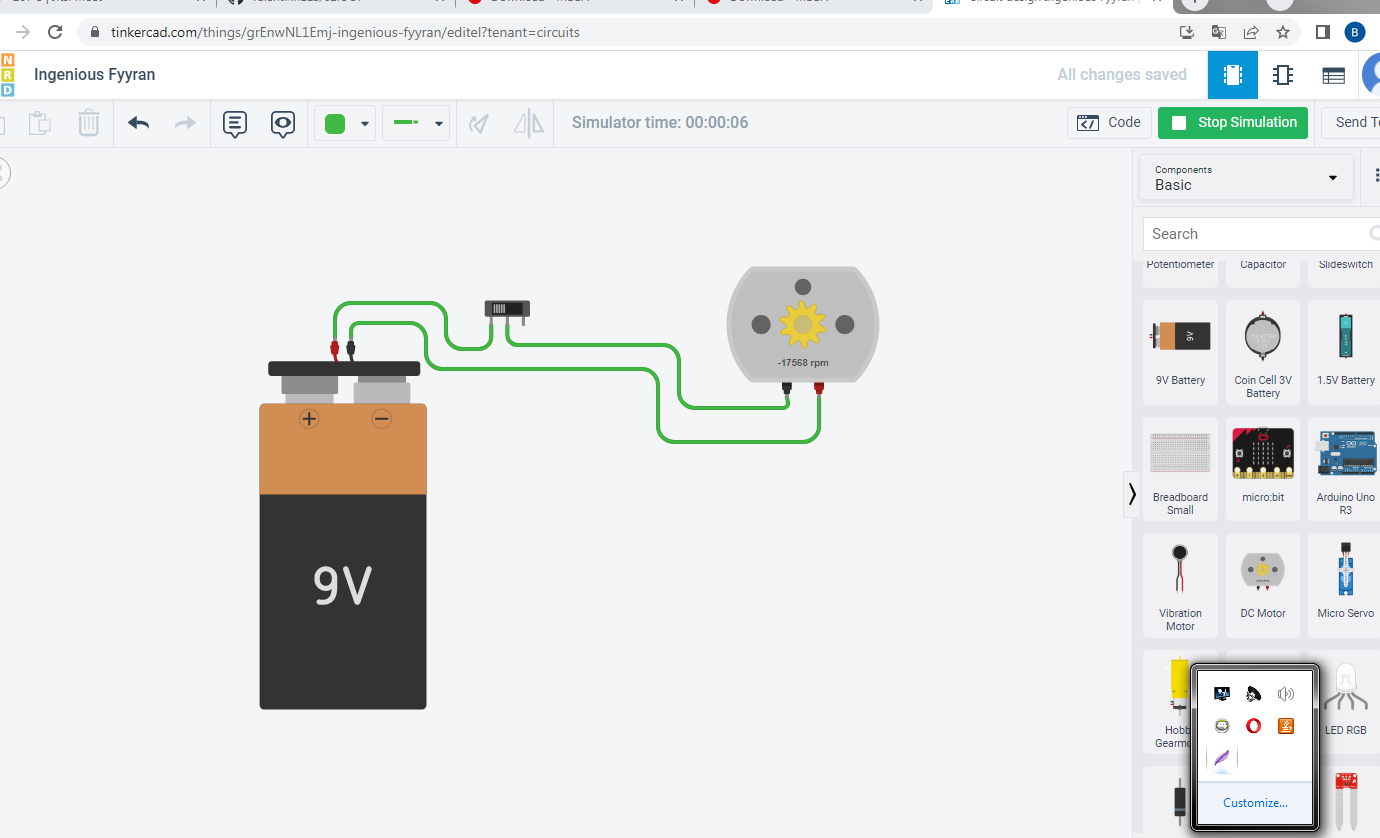 tinkercad.com/things/grEnwNL1Emj-ingenious-fyyran/editel?tenant=circuits
B
N
R
D
Ingenious Fyyran
All changes saved
Simulator time: 00:00:06
Code
Stop Simulation
Send To
Components
Basic
Search
Potentiometer
Capacitor
Slideswitch
9V Battery
Coin Cell 3V
Battery
1.5V Battery
Breadboard
Small
micro:bit
Arduino Uno
R3
Vibration
Motor
DC Motor
Micro Servo
LED RGB
Customize...
-17568 rpm
+
−
9V